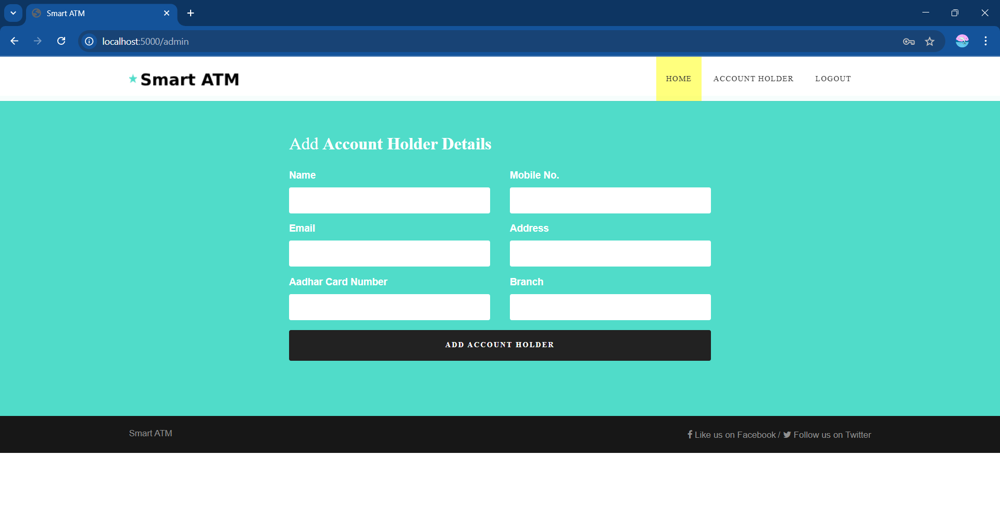 Smart ATM
localhost:5000/admin
Smart ATM
HOME ACCOUNT HOLDER LOGOUT
Add Account Holder Details
Name Mobile No.
Email Address
Aadhar Card Number Branch
ADD ACCOUNT HOLDER
Smart ATM
Like us on Facebook / Follow us on Twitter